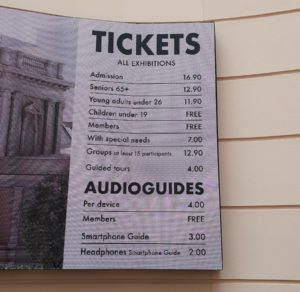 TICKETS
ALL EXHIBITIONS
Admission 16.90
Seniors 65+ 12.90
Young adults under 26 11.90
Children under 19 FREE
Members FREE
With special needs 7.00
Groups at least 15 participants 12.90
Guided tours 4.00
AUDIOGUIDES
Per device 4.00
Members FREE
Smartphone Guide 3.00
Headphones Smartphone Guide 2.00